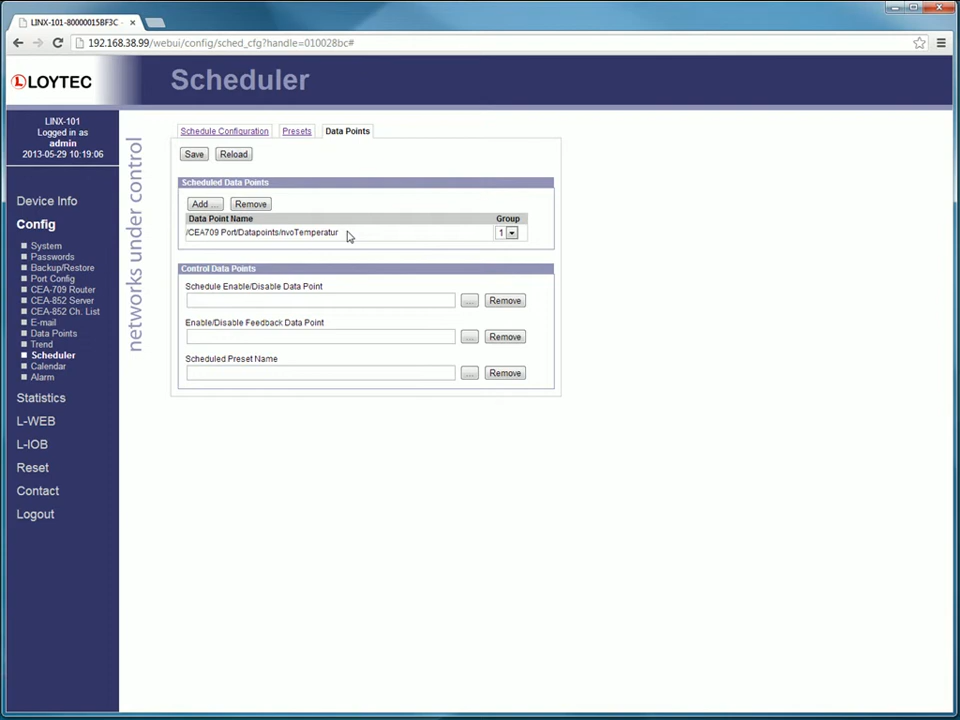 LINX-101-80000015BF3C -
192.168.38.99/webui/config/sched_cfg?handle=010028bc#
LOYTEC
Scheduler
LINX-101
Logged in as
admin
2013-05-29 10:19:06
Device Info
Config
System
Passwords
Backup/Restore
Port Config
CEA-709 Router
CEA-852 Server
CEA-852 Ch. List
E-mail
Data Points
Trend
Scheduler
Calendar
Alarm
Statistics
L-WEB
L-IOB
Reset
Contact
Logout
networks under control
Schedule Configuration Presets Data Points
Save Reload
Scheduled Data Points
Add ... Remove
Data Point Name Group
/CEA709 Port/Datapoints/nvoTemperatur 1
Control Data Points
Schedule Enable/Disable Data Point
... Remove
Enable/Disable Feedback Data Point
... Remove
Scheduled Preset Name
... Remove